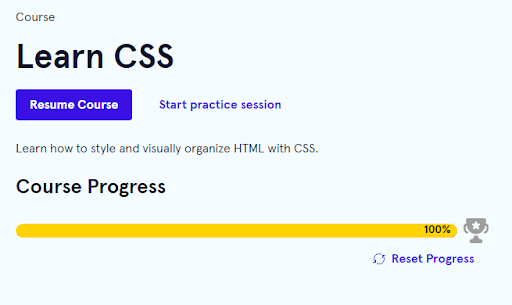 Course
Learn CSS
Resume Course Start practice session
Learn how to style and visually organize HTML with CSS.
Course Progress
100%
Reset Progress